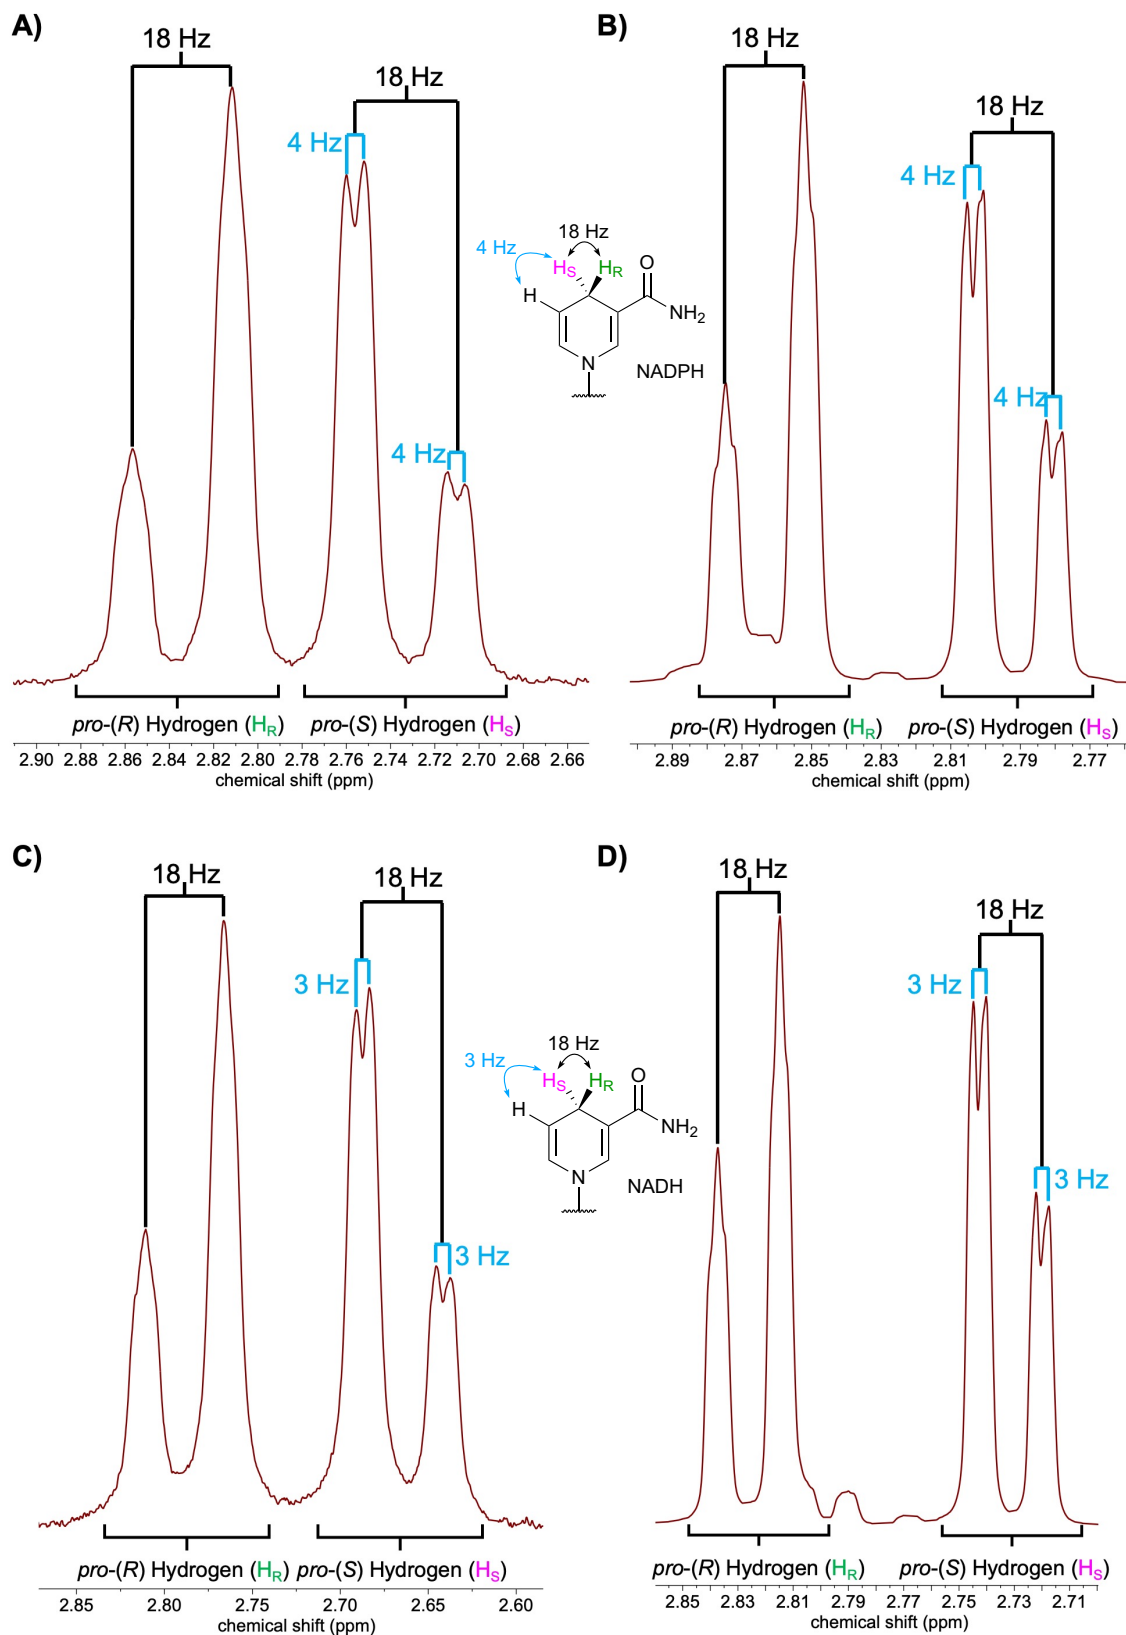 A)
18 Hz
18 Hz
4 Hz
4 Hz
pro-(R) Hydrogen (HR)
pro-(S) Hydrogen (HS)
2.90 2.88 2.86 2.84 2.82 2.80 2.78 2.76 2.74 2.72 2.70 2.68 2.66
chemical shift (ppm)
4 Hz
18 Hz
HS
HR
O
H
NH2
N
NADPH
B)
18 Hz
18 Hz
4 Hz
4 Hz
pro-(R) Hydrogen (HR)
pro-(S) Hydrogen (HS)
2.89 2.87 2.85 2.83 2.81 2.79 2.77
chemical shift (ppm)
C)
18 Hz
18 Hz
3 Hz
3 Hz
pro-(R) Hydrogen (HR)
pro-(S) Hydrogen (HS)
2.85 2.80 2.75 2.70 2.65 2.60
chemical shift (ppm)
3 Hz
18 Hz
HS
HR
O
H
NH2
N
NADH
D)
18 Hz
18 Hz
3 Hz
3 Hz
pro-(R) Hydrogen (HR)
pro-(S) Hydrogen (HS)
2.85 2.83 2.81 2.79 2.77 2.75 2.73 2.71
chemical shift (ppm)